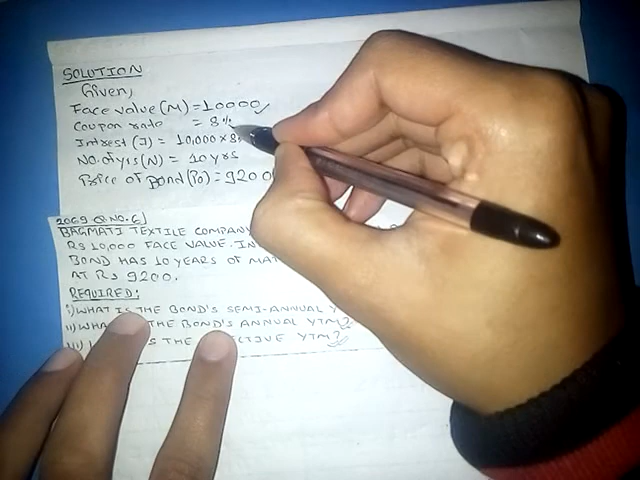 SOLUTION
Given,
Face value (M) = 10000
Coupon rate = 8%
Intrest (I) = 10,000 × 8
No. of yrs (N) = 10 yrs
Price of Bond (P0) = 9200
2069 Q.NO.6]
BAGMATI TEXTILE COMPANY
RS 10,000 FACE VALUE. IN
BOND HAS 10 YEARS OF MAT
AT RS 9200.
REQUIRED:
i) WHAT IS THE BOND'S SEMI-ANNUAL Y
ii) WHA THE BOND'S ANNUAL YTM?
iii) S THE CTIVE YTM?